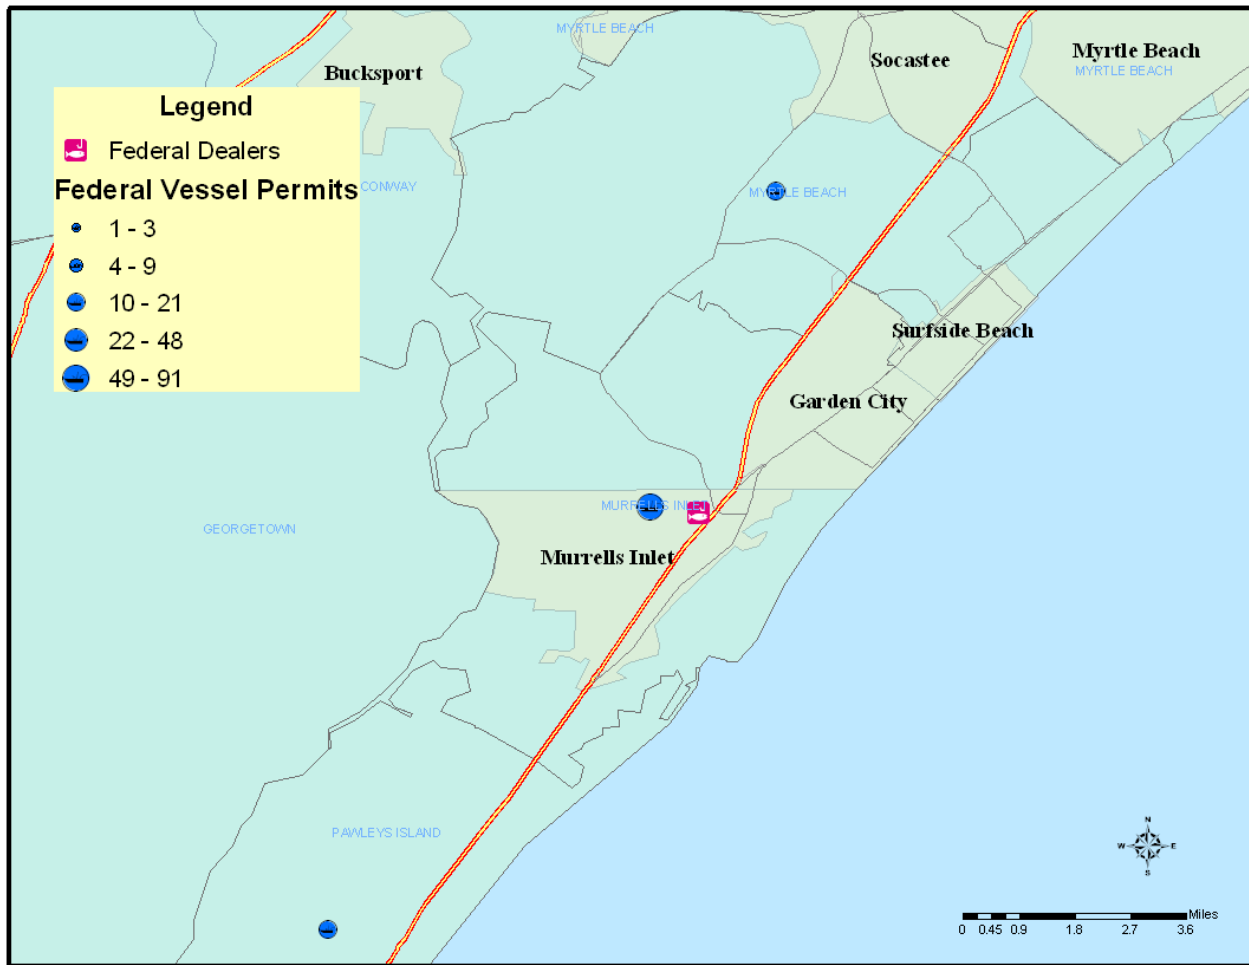 MYRTLE BEACH
Myrtle Beach
Socastee
MYRTLE BEACH
Bucksport
Legend
Federal Dealers
Federal Vessel Permits
CONWAY
MYRTLE BEACH
1 - 3
4 - 9
10 - 21
22 - 48
49 - 91
Surfside Beach
Garden City
MURRELLS INLET
GEORGETOWN
Murrells Inlet
PAWLEYS ISLAND
N
W E
S
Miles
0 0.45 0.9 1.8 2.7 3.6